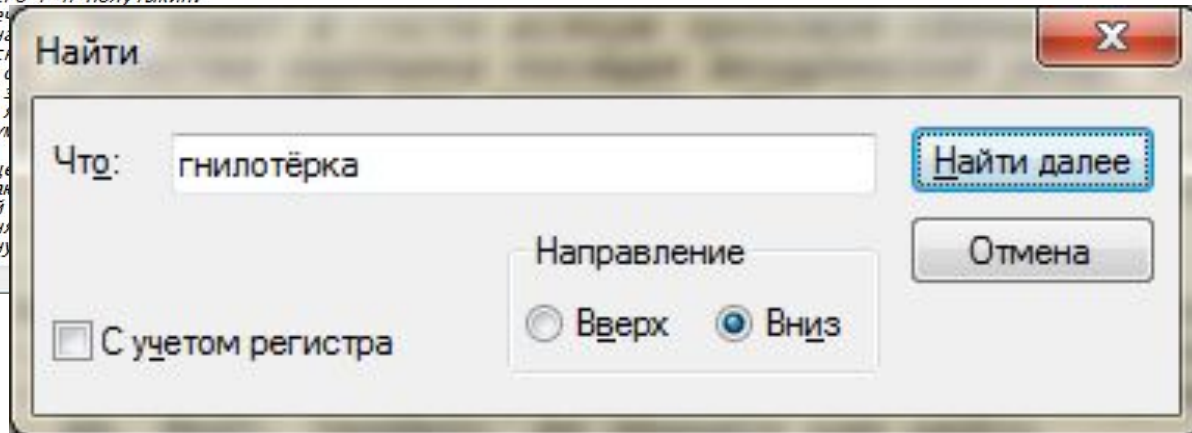 Найти
Что: гнилотёрка
Найти далее
Отмена
Направление
Вверх Вниз
С учетом регистра